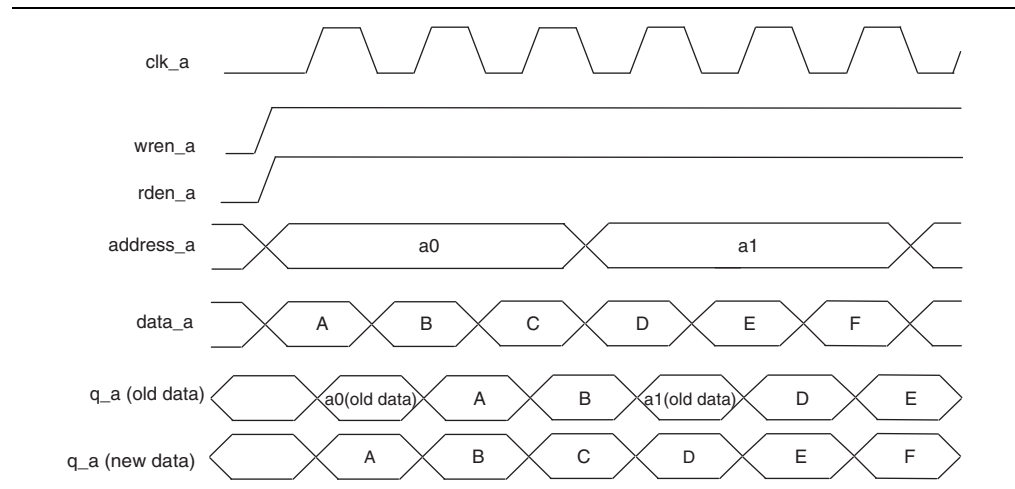 clk_a
wren_a
rden_a
address_a a0 a1
data_a A B C D E F
q_a (old data) a0(old data) A B a1(old data) D E
q_a (new data) A B C D E F